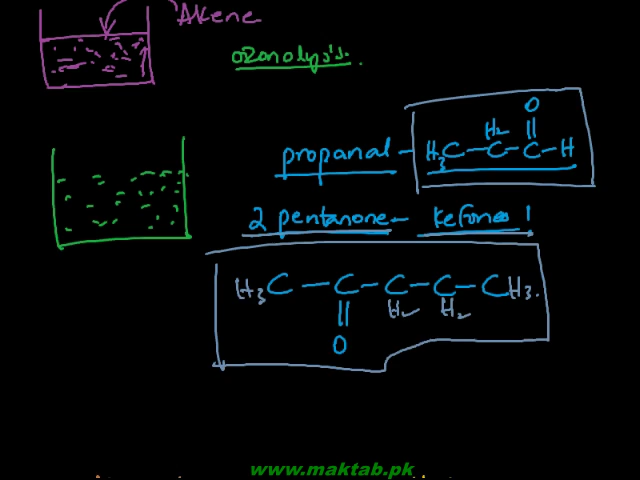 Alkene
ozonolysis.
O
propanal – H3C – C – C – H
H2
2 pentanone – ketones !
H3C – C – C – C – CH3.
H2 H2
O
www.maktab.pk